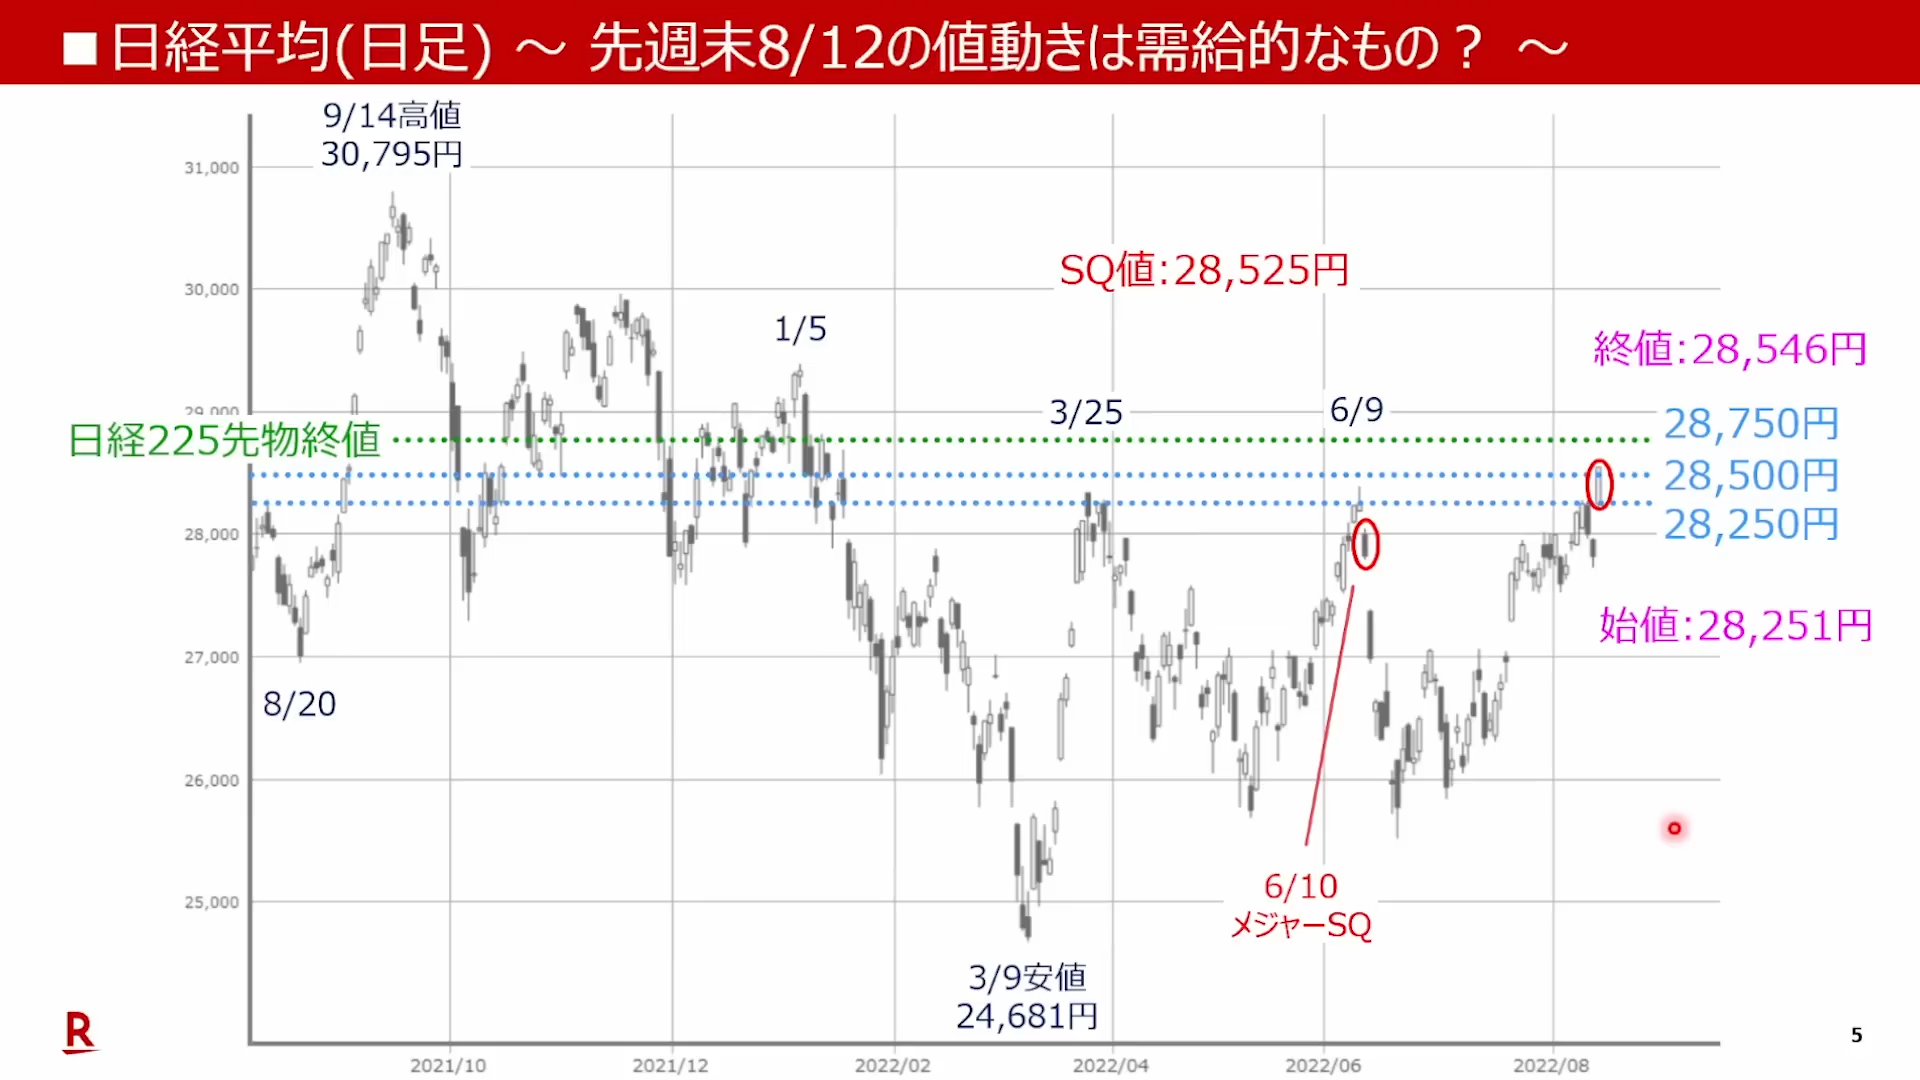 ■日経平均(日足) ～ 先週末8/12の値動きは需給的なもの？ ～
9/14高値
30,795円
31,000
SQ値:28,525円
30,000
1/5
終値:28,546円
3/25
6/9
29,000
28,750円
日経225先物終値
28,500円
28,250円
28,000
始値:28,251円
27,000
8/20
26,000
6/10
メジャーSQ
25,000
3/9安値
24,681円
R
5
2021/10
2021/12
2022/02
2022/04
2022/06
2022/08